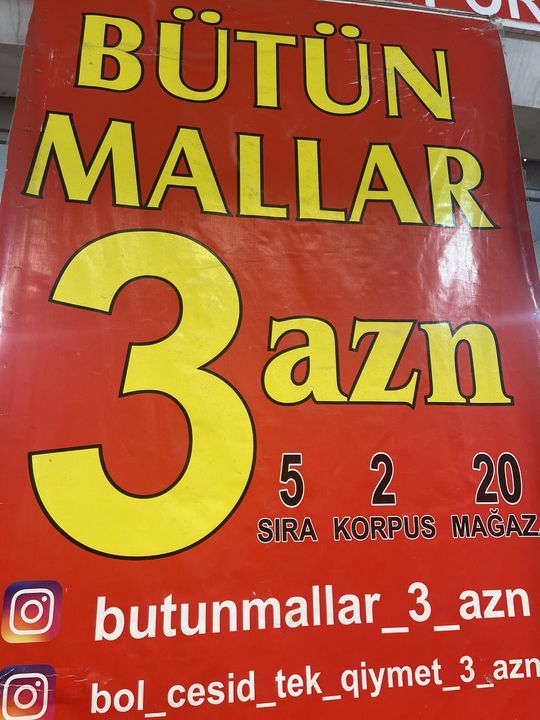 BÜTÜN
MALLAR
3 azn
5 2 20
SIRA KORPUS MAĞAZ
butunmallar_3_azn
bol_cesid_tek_qiymet_3_azn